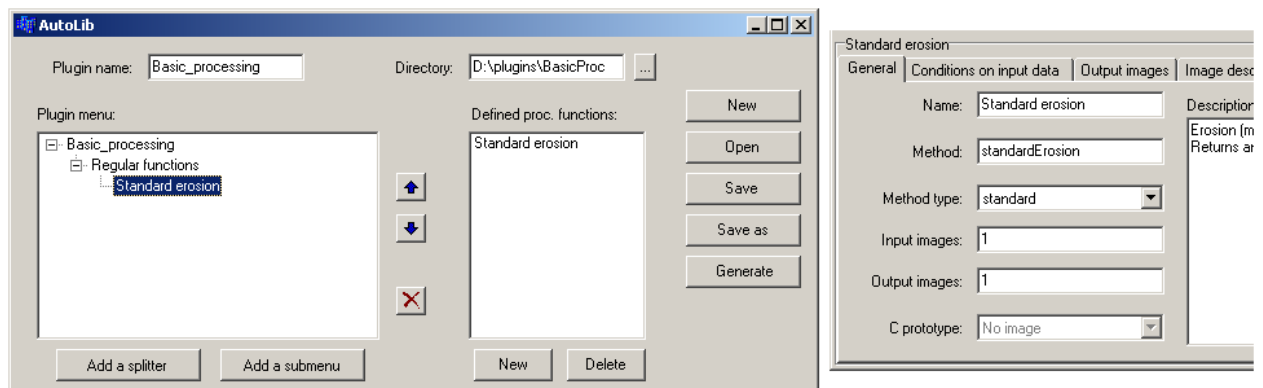 AutoLib
Plugin name: Basic_processing
Directory: D:\plugins\BasicProc ...
Plugin menu:
Basic_processing
Regular functions
Standard erosion
Add a splitter
Add a submenu
Defined proc. functions:
Standard erosion
New
Delete
New
Open
Save
Save as
Generate
Standard erosion
General
Conditions on input data
Output images
Image desc
Name: Standard erosion
Method: standardErosion
Method type: standard
Input images: 1
Output images: 1
C prototype: No image
Description
Erosion (m
Returns ar